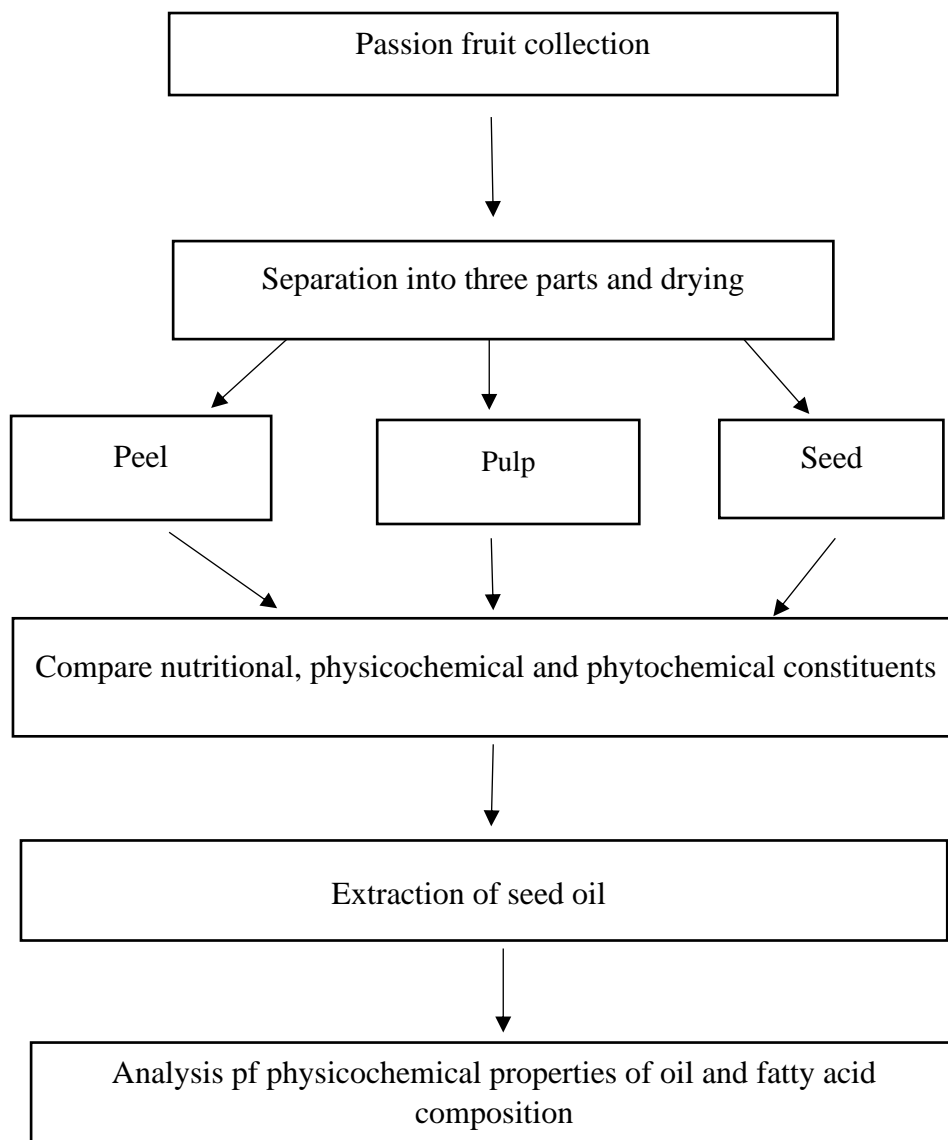 Passion fruit collection
Separation into three parts and drying
Peel
Pulp
Seed
Compare nutritional, physicochemical and phytochemical constituents
Extraction of seed oil
Analysis pf physicochemical properties of oil and fatty acid
composition